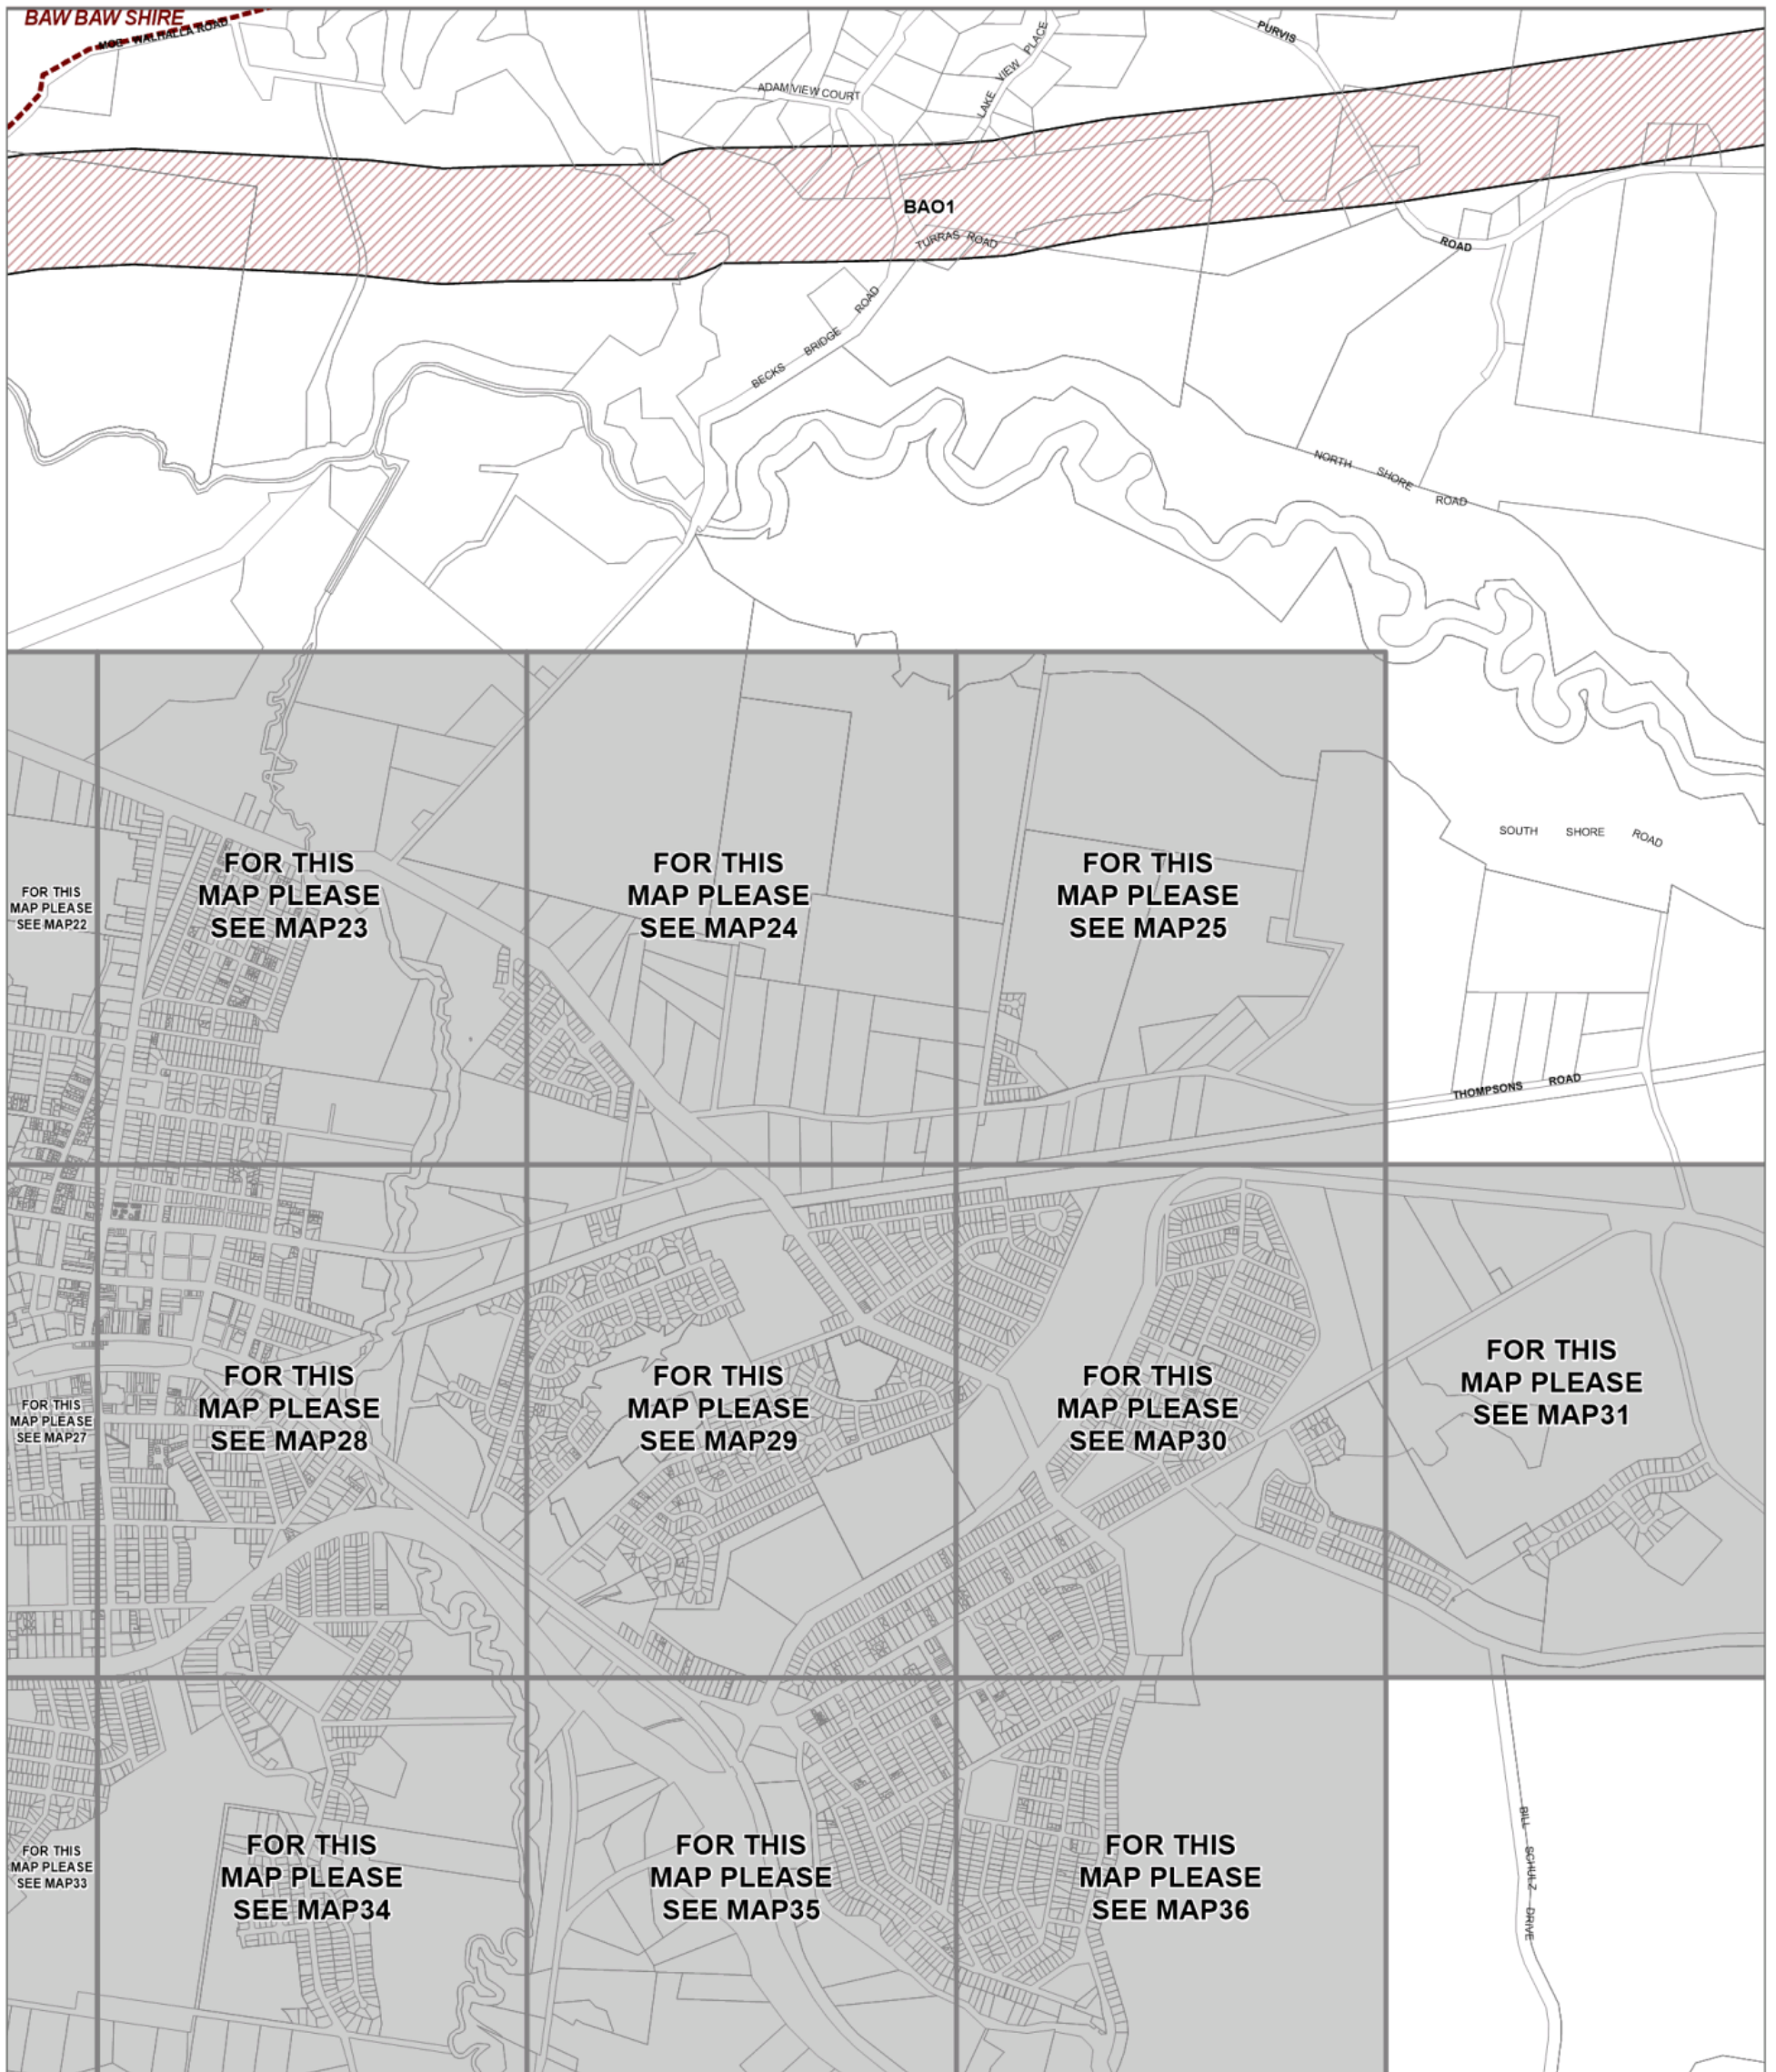 BAW BAW SHIRE
MOE WALHALLA ROAD
PURVIS
ADAM VIEW COURT
LAKE VIEW PLACE
BAO1
TURRAS ROAD
ROAD
BECKS BRIDGE ROAD
NORTH SHORE ROAD
SOUTH SHORE ROAD
FOR THIS
MAP PLEASE
SEE MAP22
FOR THIS
MAP PLEASE
SEE MAP23
FOR THIS
MAP PLEASE
SEE MAP24
FOR THIS
MAP PLEASE
SEE MAP25
THOMPSONS ROAD
FOR THIS
MAP PLEASE
SEE MAP27
FOR THIS
MAP PLEASE
SEE MAP28
FOR THIS
MAP PLEASE
SEE MAP29
FOR THIS
MAP PLEASE
SEE MAP30
FOR THIS
MAP PLEASE
SEE MAP31
FOR THIS
MAP PLEASE
SEE MAP33
FOR THIS
MAP PLEASE
SEE MAP34
FOR THIS
MAP PLEASE
SEE MAP35
FOR THIS
MAP PLEASE
SEE MAP36
BILL SCHULZ DRIVE